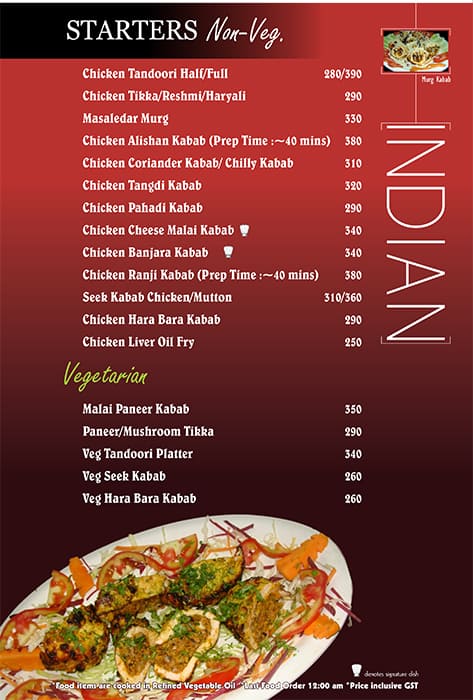 STARTERS Non-Veg.
Murg Kabab
INDIAN
Chicken Tandoori Half/Full 280/390
Chicken Tikka/Reshmi/Haryali 290
Masaledar Murg 330
Chicken Alishan Kabab (Prep Time :~40 mins) 380
Chicken Coriander Kabab/ Chilly Kabab 310
Chicken Tangdi Kabab 320
Chicken Pahadi Kabab 290
Chicken Cheese Malai Kabab 340
Chicken Banjara Kabab 340
Chicken Ranji Kabab (Prep Time :~40 mins) 380
Seek Kabab Chicken/Mutton 310/360
Chicken Hara Bara Kabab 290
Chicken Liver Oil Fry 250
Vegetarian
Malai Paneer Kabab 350
Paneer/Mushroom Tikka 290
Veg Tandoori Platter 340
Veg Seek Kabab 260
Veg Hara Bara Kabab 260
denotes signature dish
*Food items are cooked in Refined Vegetable Oil *Last Food Order 12:00 am *Price Inclusive GST